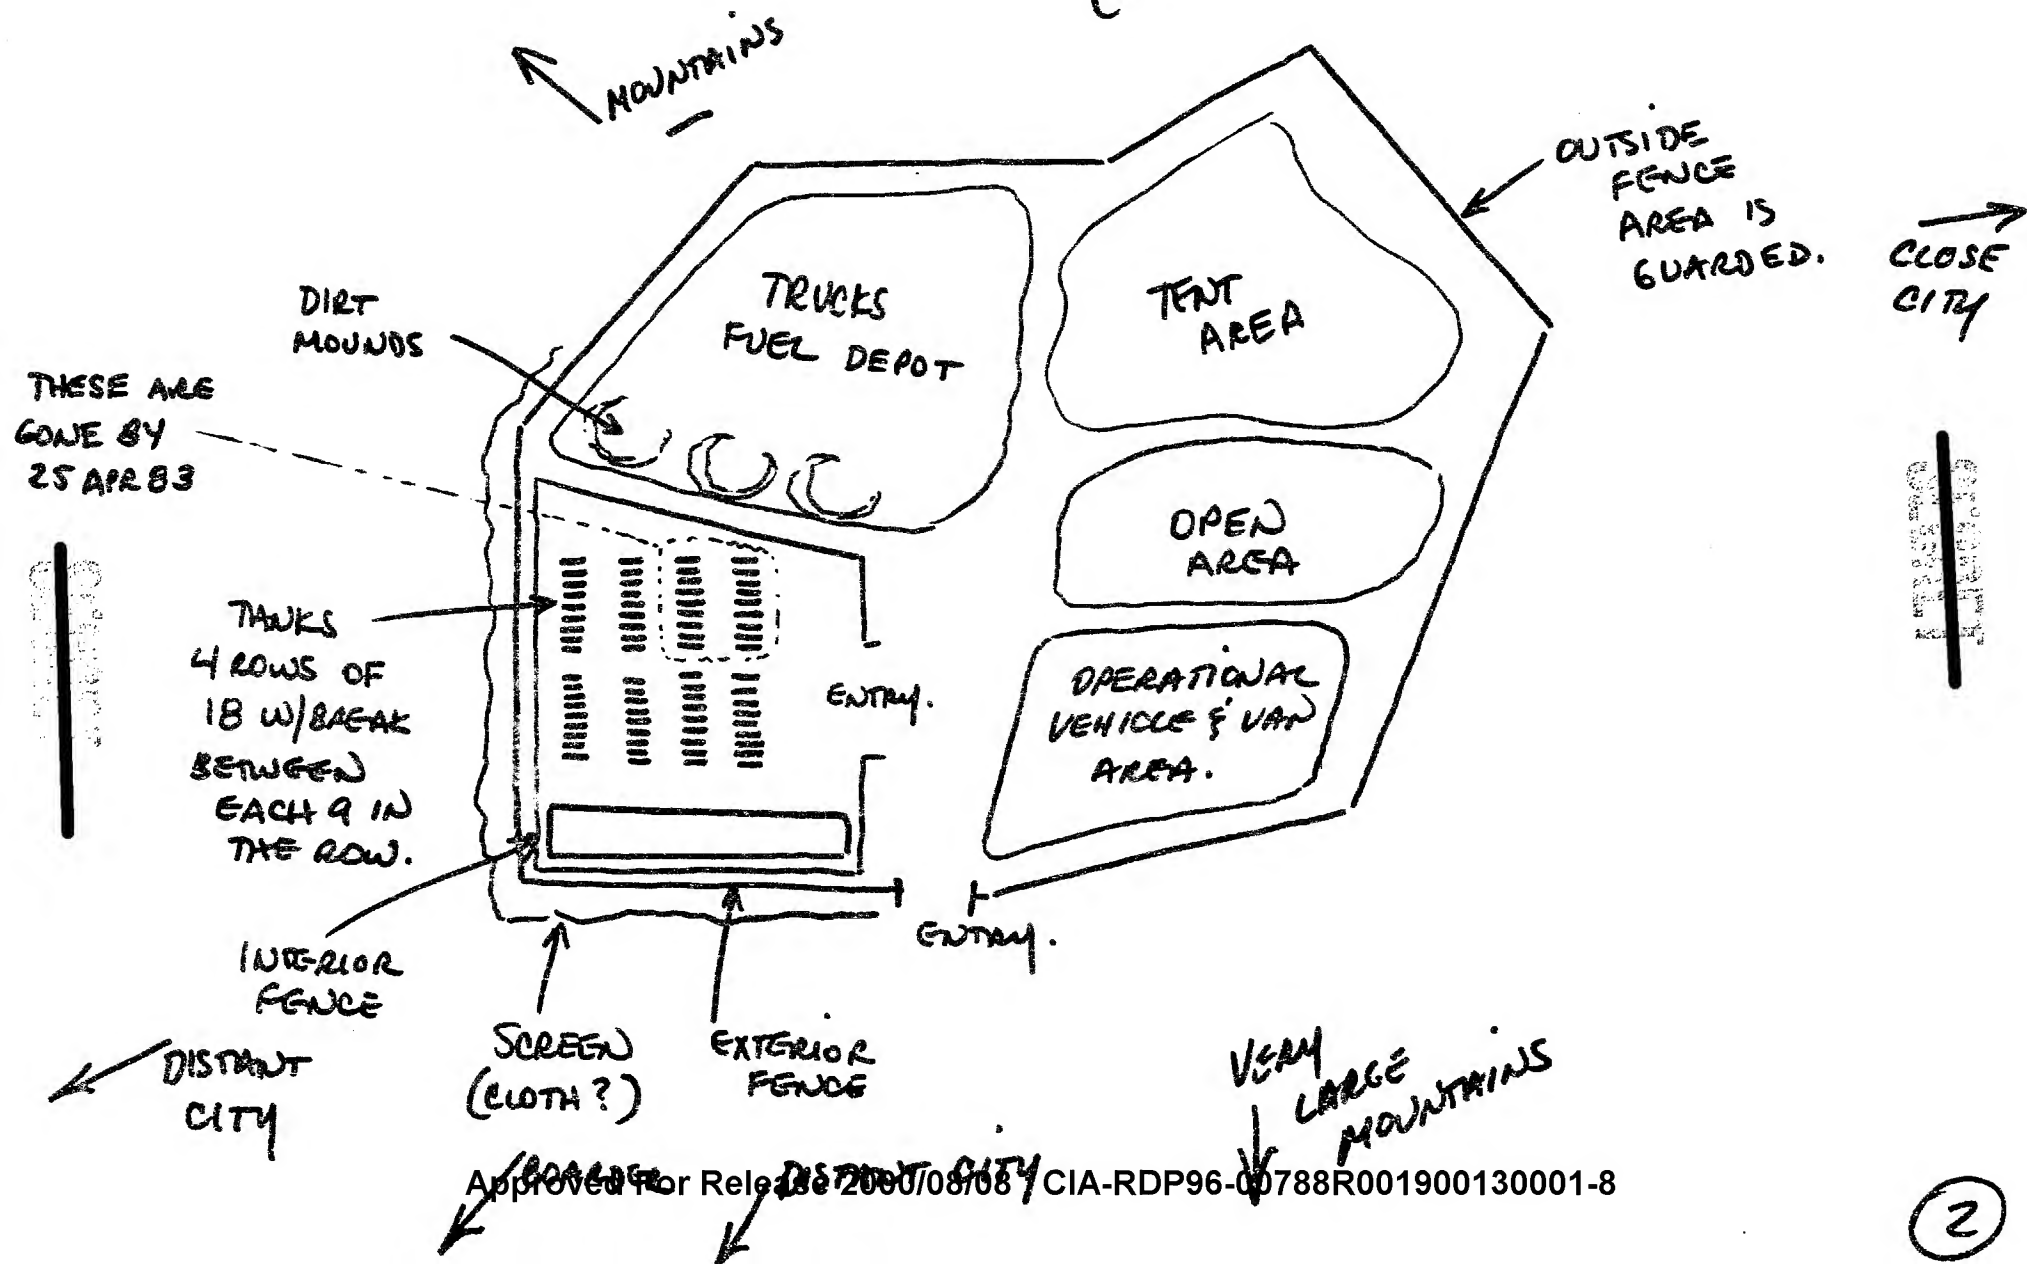 MOUNTAINS
OUTSIDE
FENCE
AREA IS
GUARDED.
CLOSE
CITY
DIRT
MOUNDS
TRUCKS
FUEL DEPOT
TENT
AREA
THESE ARE
GONE BY
25 APR 83
OPEN
AREA
TANKS
4 ROWS OF
18 W/BREAK
BETWEEN
EACH 9 IN
THE ROW.
ENTRY.
OPERATIONAL
VEHICLE & VAN
AREA.
ENTRY.
INTERIOR
FENCE
SCREEN
(CLOTH?)
EXTERIOR
FENCE
DISTANT
CITY
VERY
LARGE
MOUNTAINS
BOARDER
DISTANT CITY
Approved For Release 2000/08/08 : CIA-RDP96-00788R001900130001-8
2